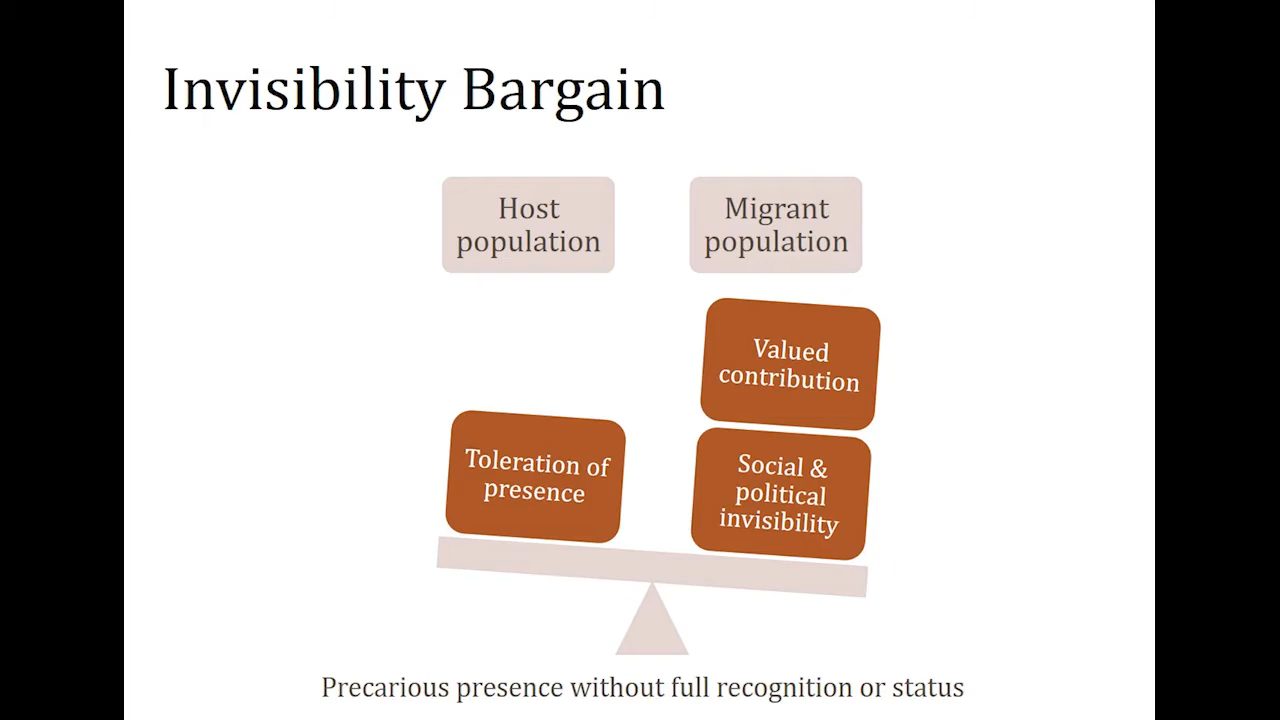 Invisibility Bargain
Host
population
Migrant
population
Valued
contribution
Toleration of
presence
Social &
political
invisibility
Precarious presence without full recognition or status